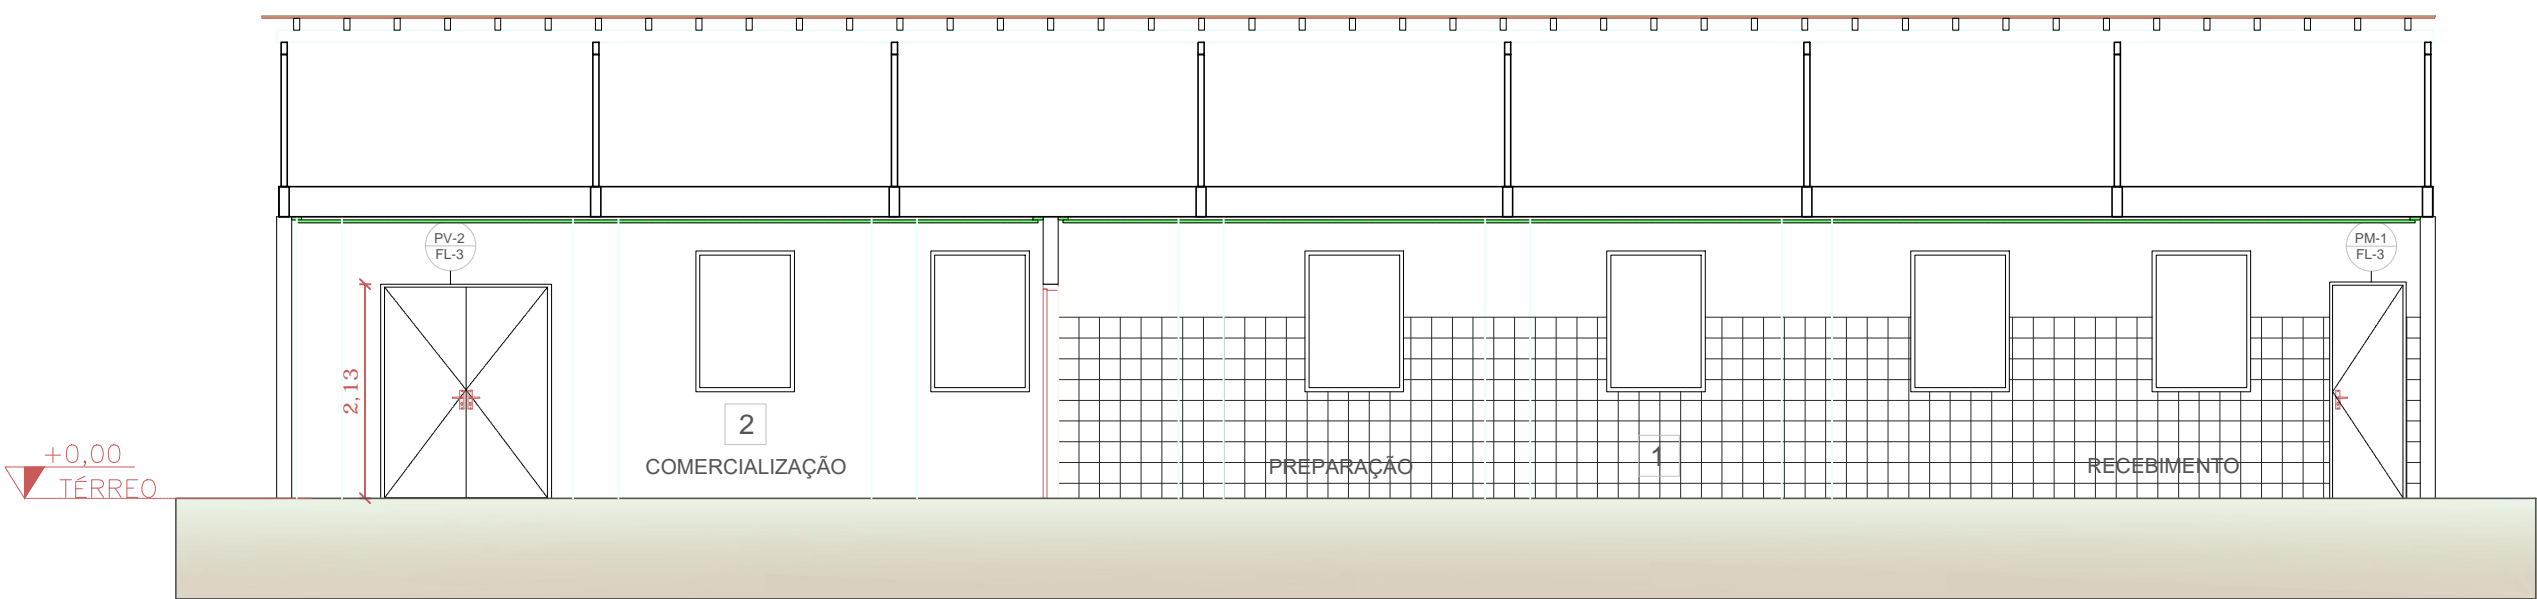 PV-2
FL-3
PM-1
FL-3
2,13
2
1
+0,00
TÉRREO
COMERCIALIZAÇÃO
PREPARAÇÃO
RECEBIMENTO